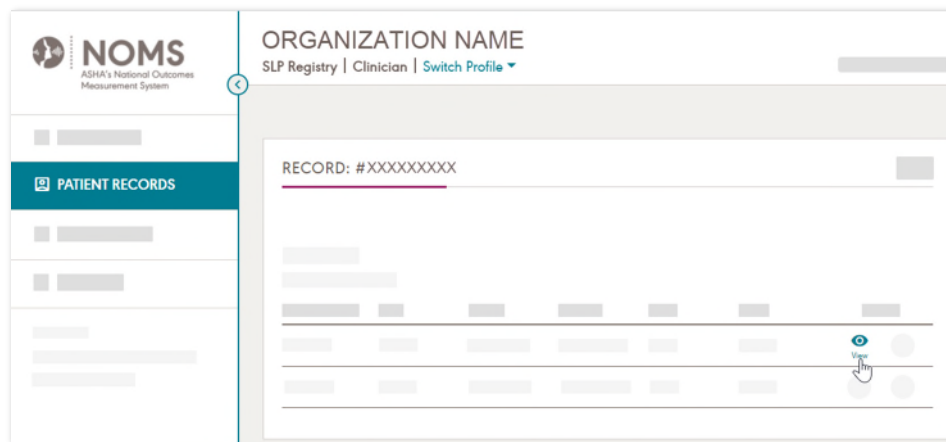 NOMS
ASHA's National Outcomes
Measurement System
ORGANIZATION NAME
SLP Registry | Clinician | Switch Profile
PATIENT RECORDS
RECORD: #XXXXXXXXX
View